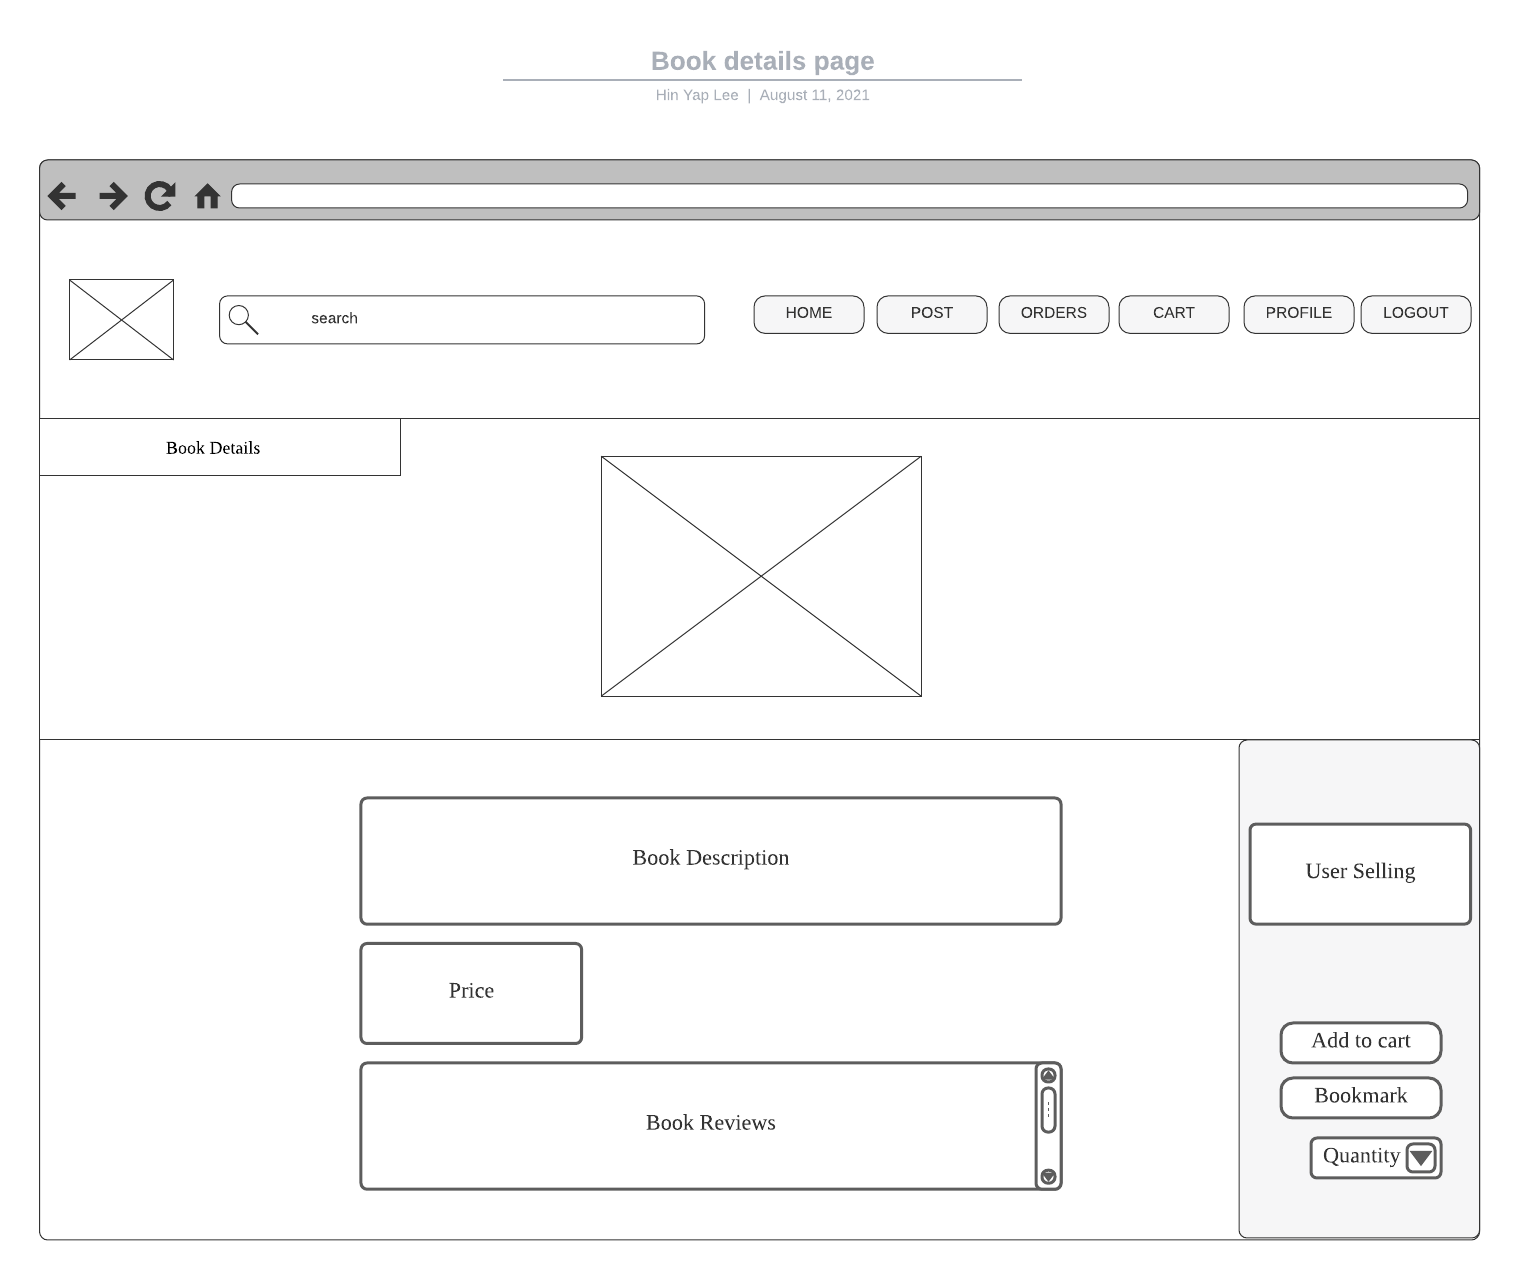 Book details page
Hin Yap Lee | August 11, 2021
search
HOME
POST
ORDERS
CART
PROFILE
LOGOUT
Book Details
Book Description
User Selling
Price
Add to cart
Bookmark
Book Reviews
Quantity